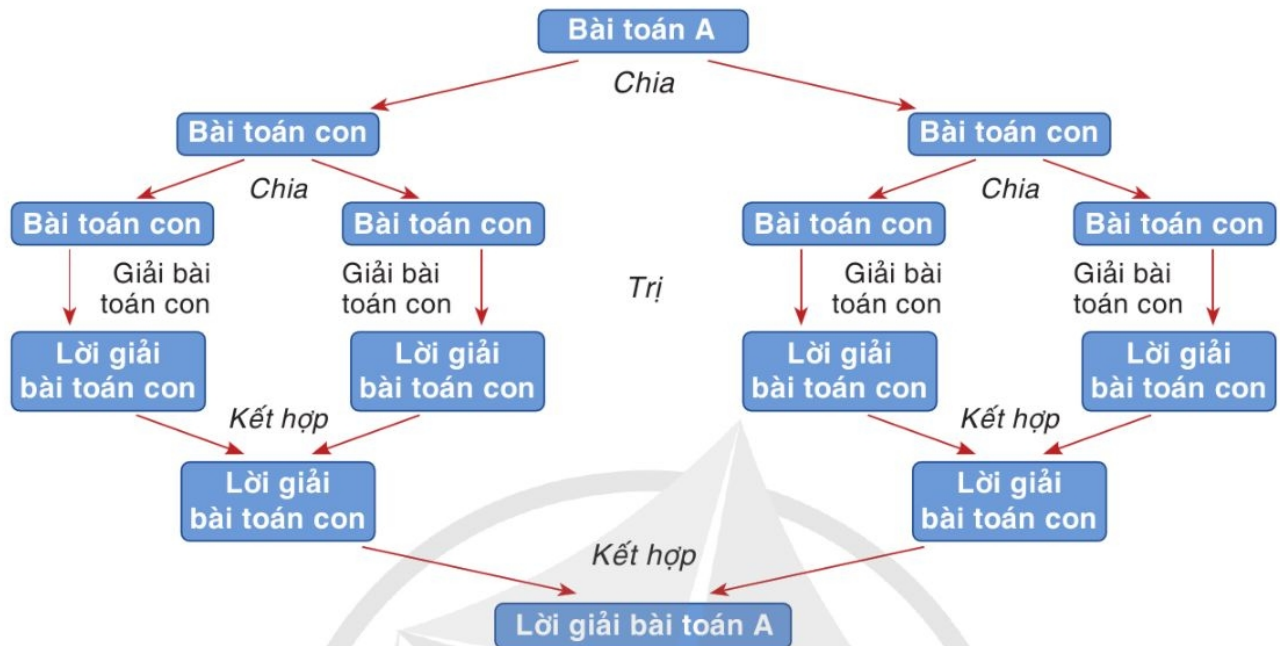 Bài toán A
Chia
Bài toán con
Bài toán con
Chia
Chia
Bài toán con
Bài toán con
Bài toán con
Bài toán con
Giải bài
toán con
Giải bài
toán con
Trị
Giải bài
toán con
Giải bài
toán con
Lời giải
bài toán con
Lời giải
bài toán con
Lời giải
bài toán con
Lời giải
bài toán con
Kết hợp
Kết hợp
Lời giải
bài toán con
Lời giải
bài toán con
Kết hợp
Lời giải bài toán A